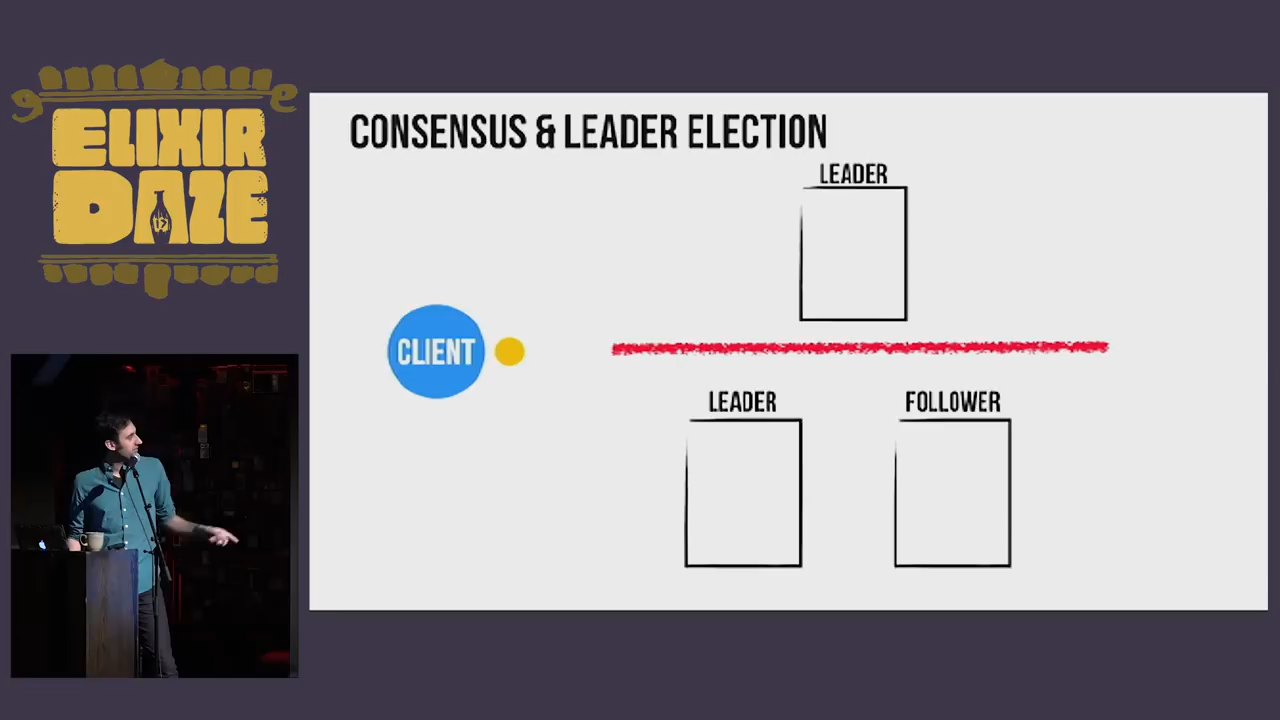 ELIXIR
DAZE
CONSENSUS & LEADER ELECTION
LEADER
CLIENT
LEADER
FOLLOWER